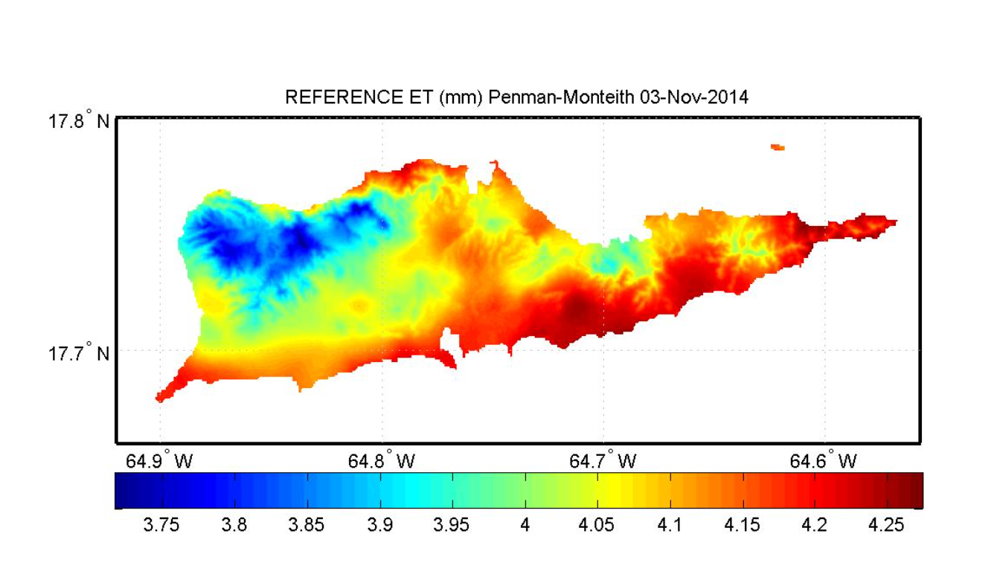 REFERENCE ET (mm) Penman-Monteith 03-Nov-2014
17.8° N
17.7° N
64.9° W 64.8° W 64.7° W 64.6° W
3.75 3.8 3.85 3.9 3.95 4 4.05 4.1 4.15 4.2 4.25